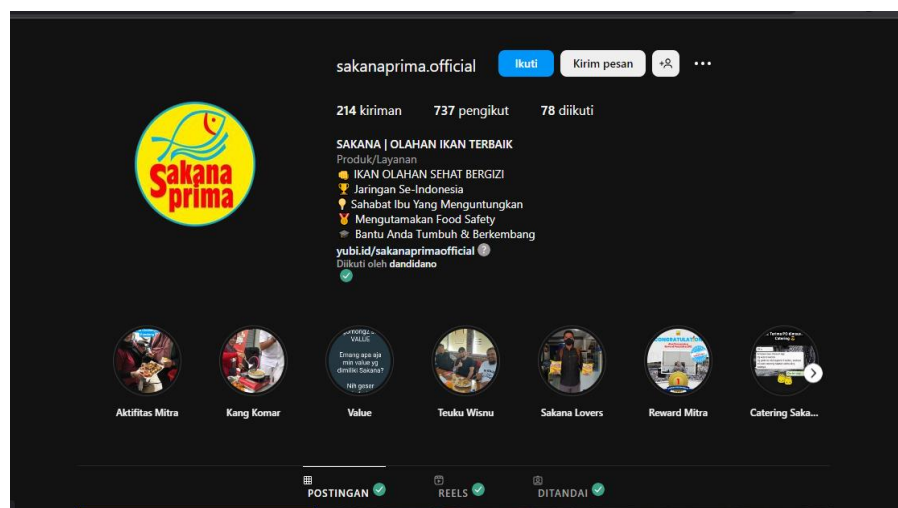 sakanaprima.official Ikuti Kirim pesan
214 kiriman 737 pengikut 78 diikuti
Sakana
prima
SAKANA | OLAHAN IKAN TERBAIK
Produk/Layanan
IKAN OLAHAN SEHAT BERGIZI
Jaringan Se-Indonesia
Sahabat Ibu Yang Menguntungkan
Mengutamakan Food Safety
Bantu Anda Tumbuh & Berkembang
yubi.id/sakanaprimaofficial ?
Diikuti oleh dandidano
VALUE
Emang apa aja
min value yg
dimiliki Sakana?
Nih geser
CONGRATULATION
1
Aktifitas Mitra Kang Komar Value Teuku Wisnu Sakana Lovers Reward Mitra Catering Saka...
POSTINGAN REELS DITANDAI